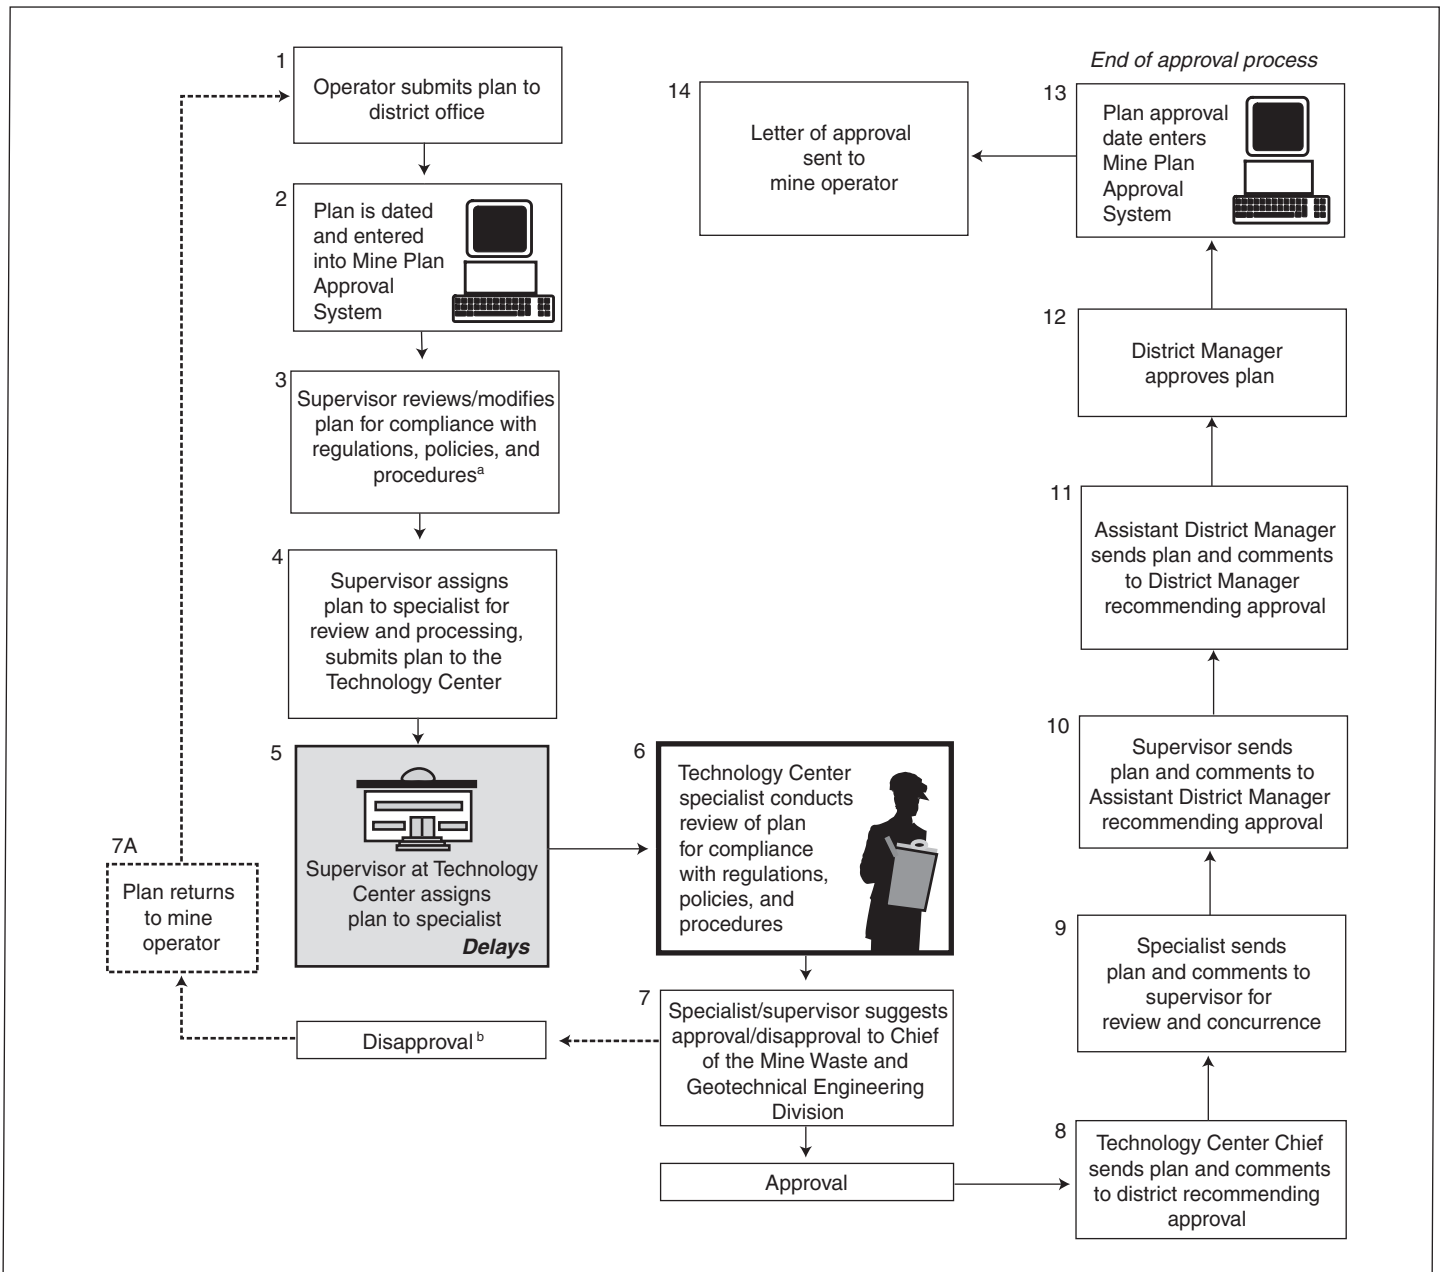 1
Operator submits plan to
district office
2
Plan is dated
and entered
into Mine Plan
Approval
System
3
Supervisor reviews/modifies
plan for compliance with
regulations, policies, and
procedures^a
4
Supervisor assigns
plan to specialist for
review and processing,
submits plan to the
Technology Center
5
Supervisor at Technology
Center assigns
plan to specialist
Delays
6
Technology Center
specialist conducts
review of plan
for compliance
with regulations,
policies, and
procedures
7
Specialist/supervisor suggests
approval/disapproval to Chief
of the Mine Waste and
Geotechnical Engineering
Division
Disapproval^b
7A
Plan returns
to mine
operator
Approval
8
Technology Center Chief
sends plan and comments
to district recommending
approval
9
Specialist sends
plan and comments to
supervisor for
review and concurrence
10
Supervisor sends
plan and comments to
Assistant District Manager
recommending approval
11
Assistant District Manager
sends plan and comments
to District Manager
recommending approval
12
District Manager
approves plan
End of approval process
13
Plan approval
date enters
Mine Plan
Approval
System
14
Letter of approval
sent to
mine operator